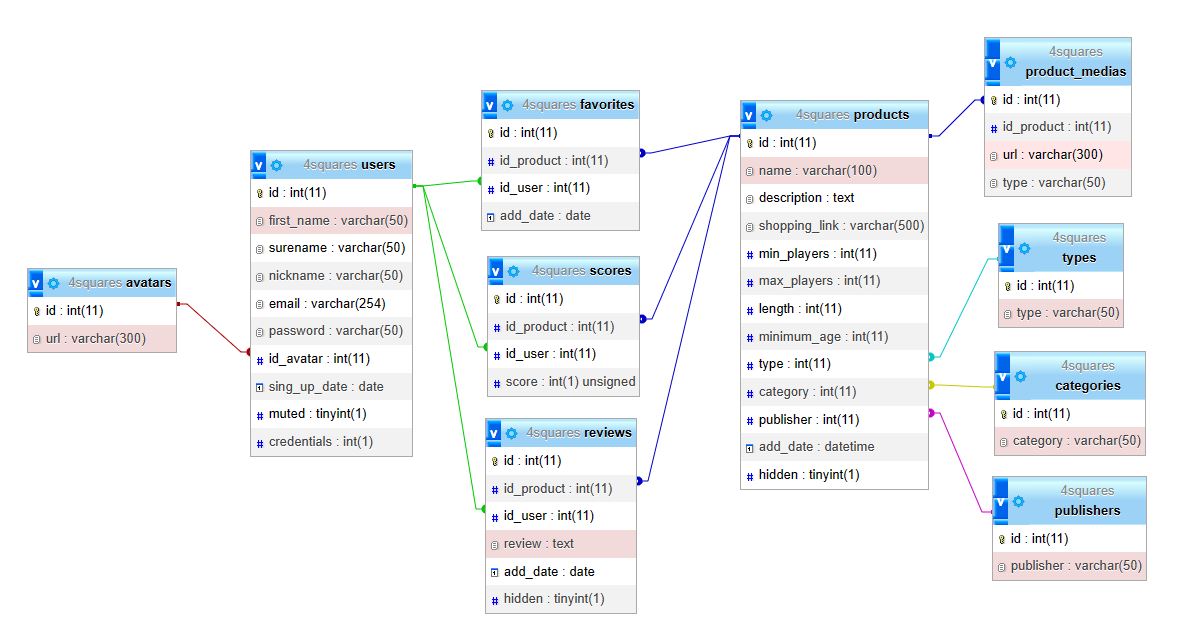 4squares avatars
id : int(11)
url : varchar(300)
4squares users
id : int(11)
first_name : varchar(50)
surename : varchar(50)
nickname : varchar(50)
email : varchar(254)
password : varchar(50)
id_avatar : int(11)
sing_up_date : date
muted : tinyint(1)
credentials : int(1)
4squares favorites
id : int(11)
id_product : int(11)
id_user : int(11)
add_date : date
4squares scores
id : int(11)
id_product : int(11)
id_user : int(11)
score : int(1) unsigned
4squares reviews
id : int(11)
id_product : int(11)
id_user : int(11)
review : text
add_date : date
hidden : tinyint(1)
4squares products
id : int(11)
name : varchar(100)
description : text
shopping_link : varchar(500)
min_players : int(11)
max_players : int(11)
length : int(11)
minimum_age : int(11)
type : int(11)
category : int(11)
publisher : int(11)
add_date : datetime
hidden : tinyint(1)
4squares
product_medias
id : int(11)
id_product : int(11)
url : varchar(300)
type : varchar(50)
4squares
types
id : int(11)
type : varchar(50)
4squares
categories
id : int(11)
category : varchar(50)
4squares
publishers
id : int(11)
publisher : varchar(50)